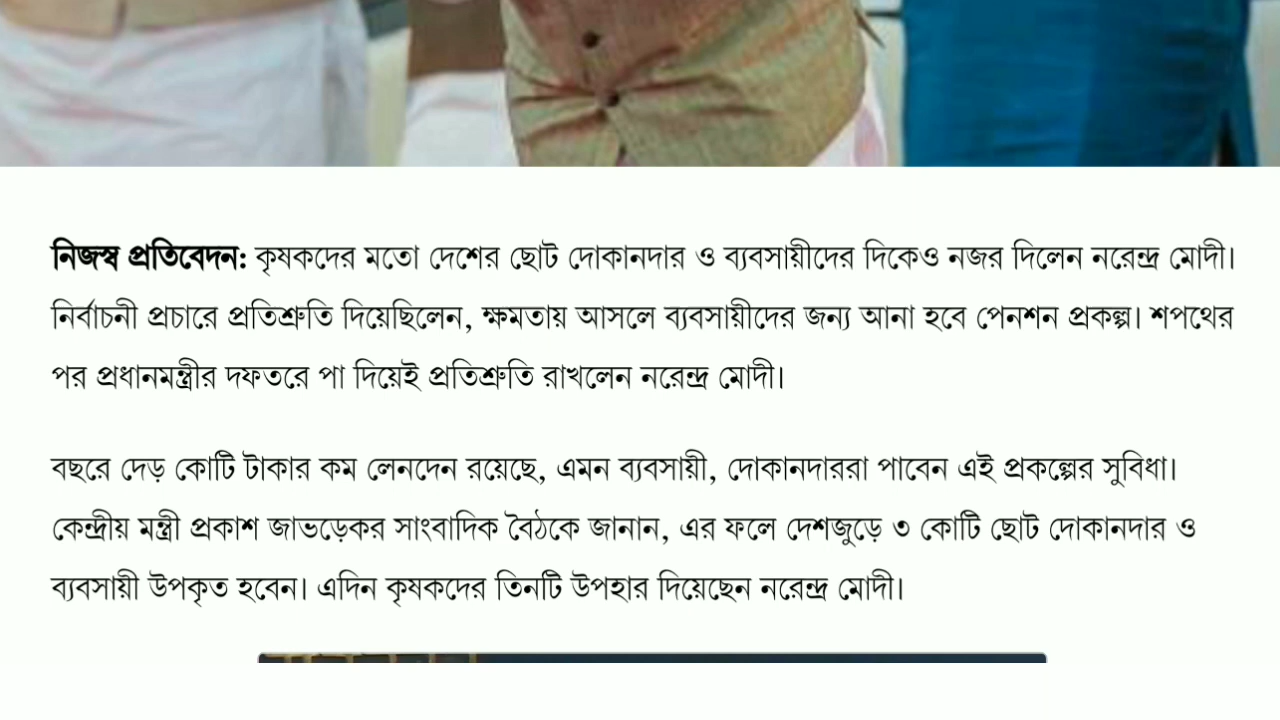 নিজস্ব প্রতিবেদন: কৃষকদের মতো দেশের ছোট দোকানদার ও ব্যবসায়ীদের দিকেও নজর দিলেন নরেন্দ্র মোদী।
নির্বাচনী প্রচারে প্রতিশ্রুতি দিয়েছিলেন, ক্ষমতায় আসলে ব্যবসায়ীদের জন্য আনা হবে পেনশন প্রকল্প। শপথের
পর প্রধানমন্ত্রীর দফতরে পা দিয়েই প্রতিশ্রুতি রাখলেন নরেন্দ্র মোদী।
বছরে দেড় কোটি টাকার কম লেনদেন রয়েছে, এমন ব্যবসায়ী, দোকানদাররা পাবেন এই প্রকল্পের সুবিধা।
কেন্দ্রীয় মন্ত্রী প্রকাশ জাভড়েকর সাংবাদিক বৈঠকে জানান, এর ফলে দেশজুড়ে ৩ কোটি ছোট দোকানদার ও
ব্যবসায়ী উপকৃত হবেন। এদিন কৃষকদের তিনটি উপহার দিয়েছেন নরেন্দ্র মোদী।